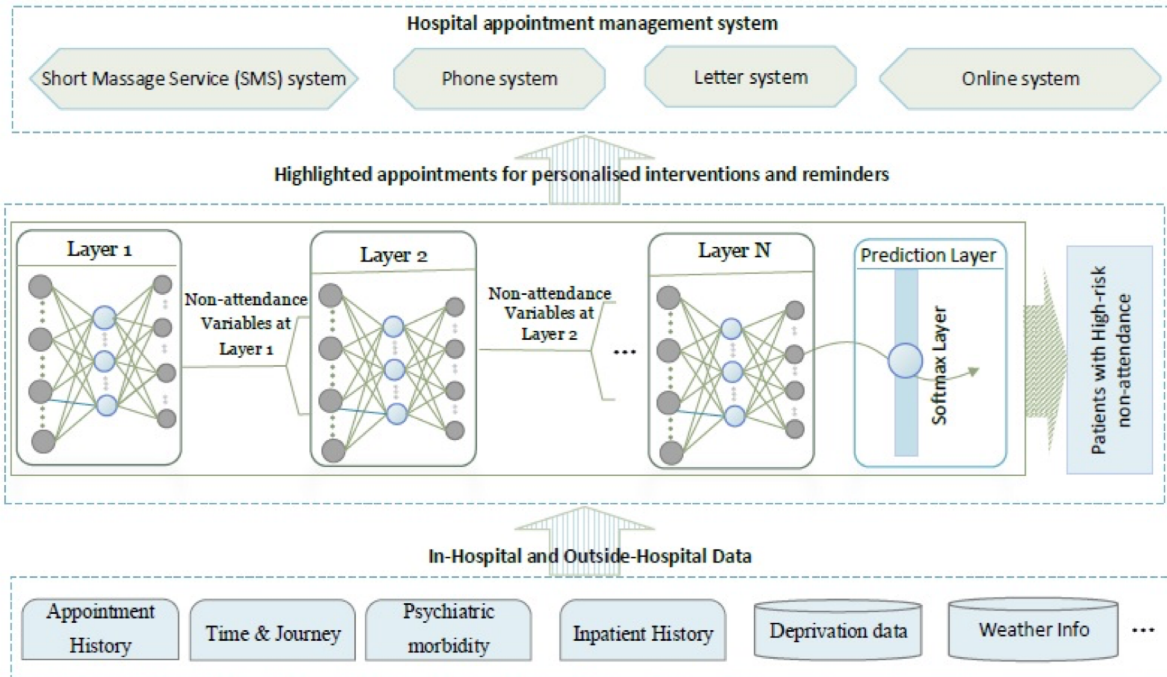 Hospital appointment management system
Short Massage Service (SMS) system
Phone system
Letter system
Online system
Highlighted appointments for personalised interventions and reminders
Layer 1
Non-attendance
Variables at
Layer 1
Layer 2
Non-attendance
Variables at
Layer 2
...
Layer N
Prediction Layer
Softmax Layer
Patients with High-risk
non-attendance
In-Hospital and Outside-Hospital Data
Appointment
History
Time & Journey
Psychiatric
morbidity
Inpatient History
Deprivation data
Weather Info
...